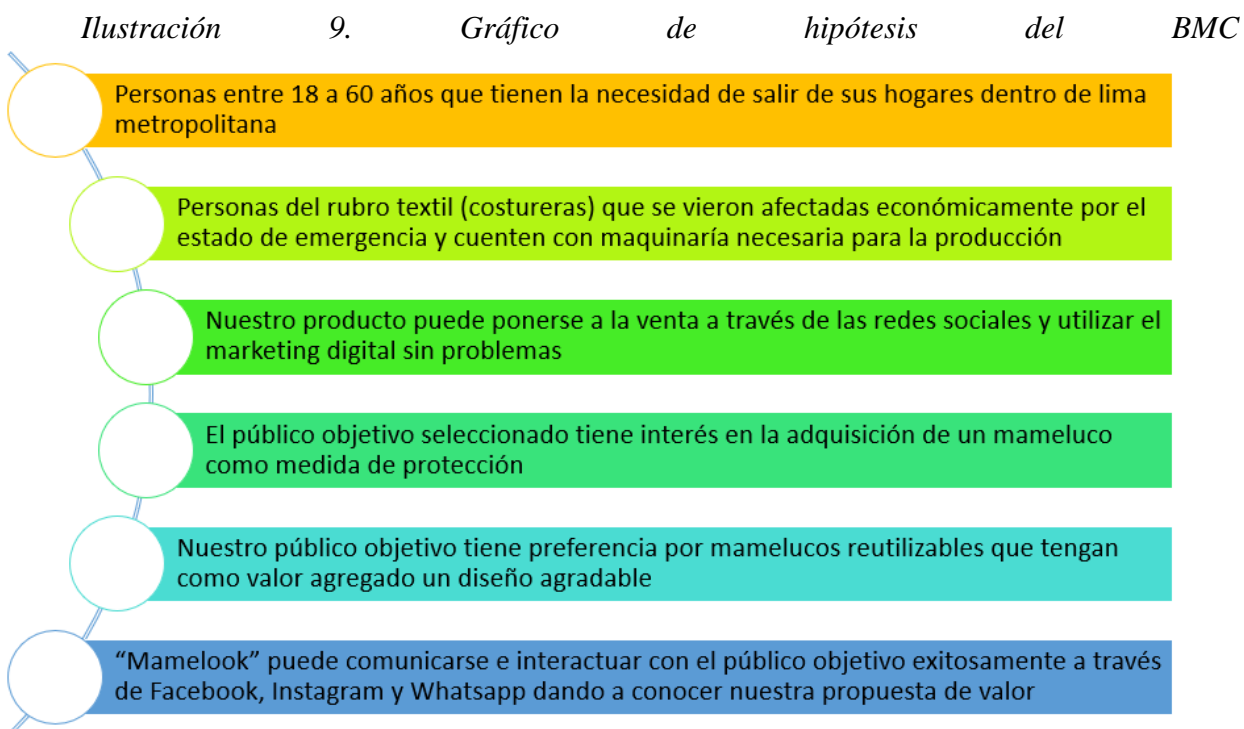 Ilustración 9. Gráfico de hipótesis del BMC
Personas entre 18 a 60 años que tienen la necesidad de salir de sus hogares dentro de lima
metropolitana
Personas del rubro textil (costureras) que se vieron afectadas económicamente por el
estado de emergencia y cuenten con maquinaría necesaria para la producción
Nuestro producto puede ponerse a la venta a través de las redes sociales y utilizar el
marketing digital sin problemas
El público objetivo seleccionado tiene interés en la adquisición de un mameluco
como medida de protección
Nuestro público objetivo tiene preferencia por mamelucos reutilizables que tengan
como valor agregado un diseño agradable
“Mamelook” puede comunicarse e interactuar con el público objetivo exitosamente a través
de Facebook, Instagram y Whatsapp dando a conocer nuestra propuesta de valor